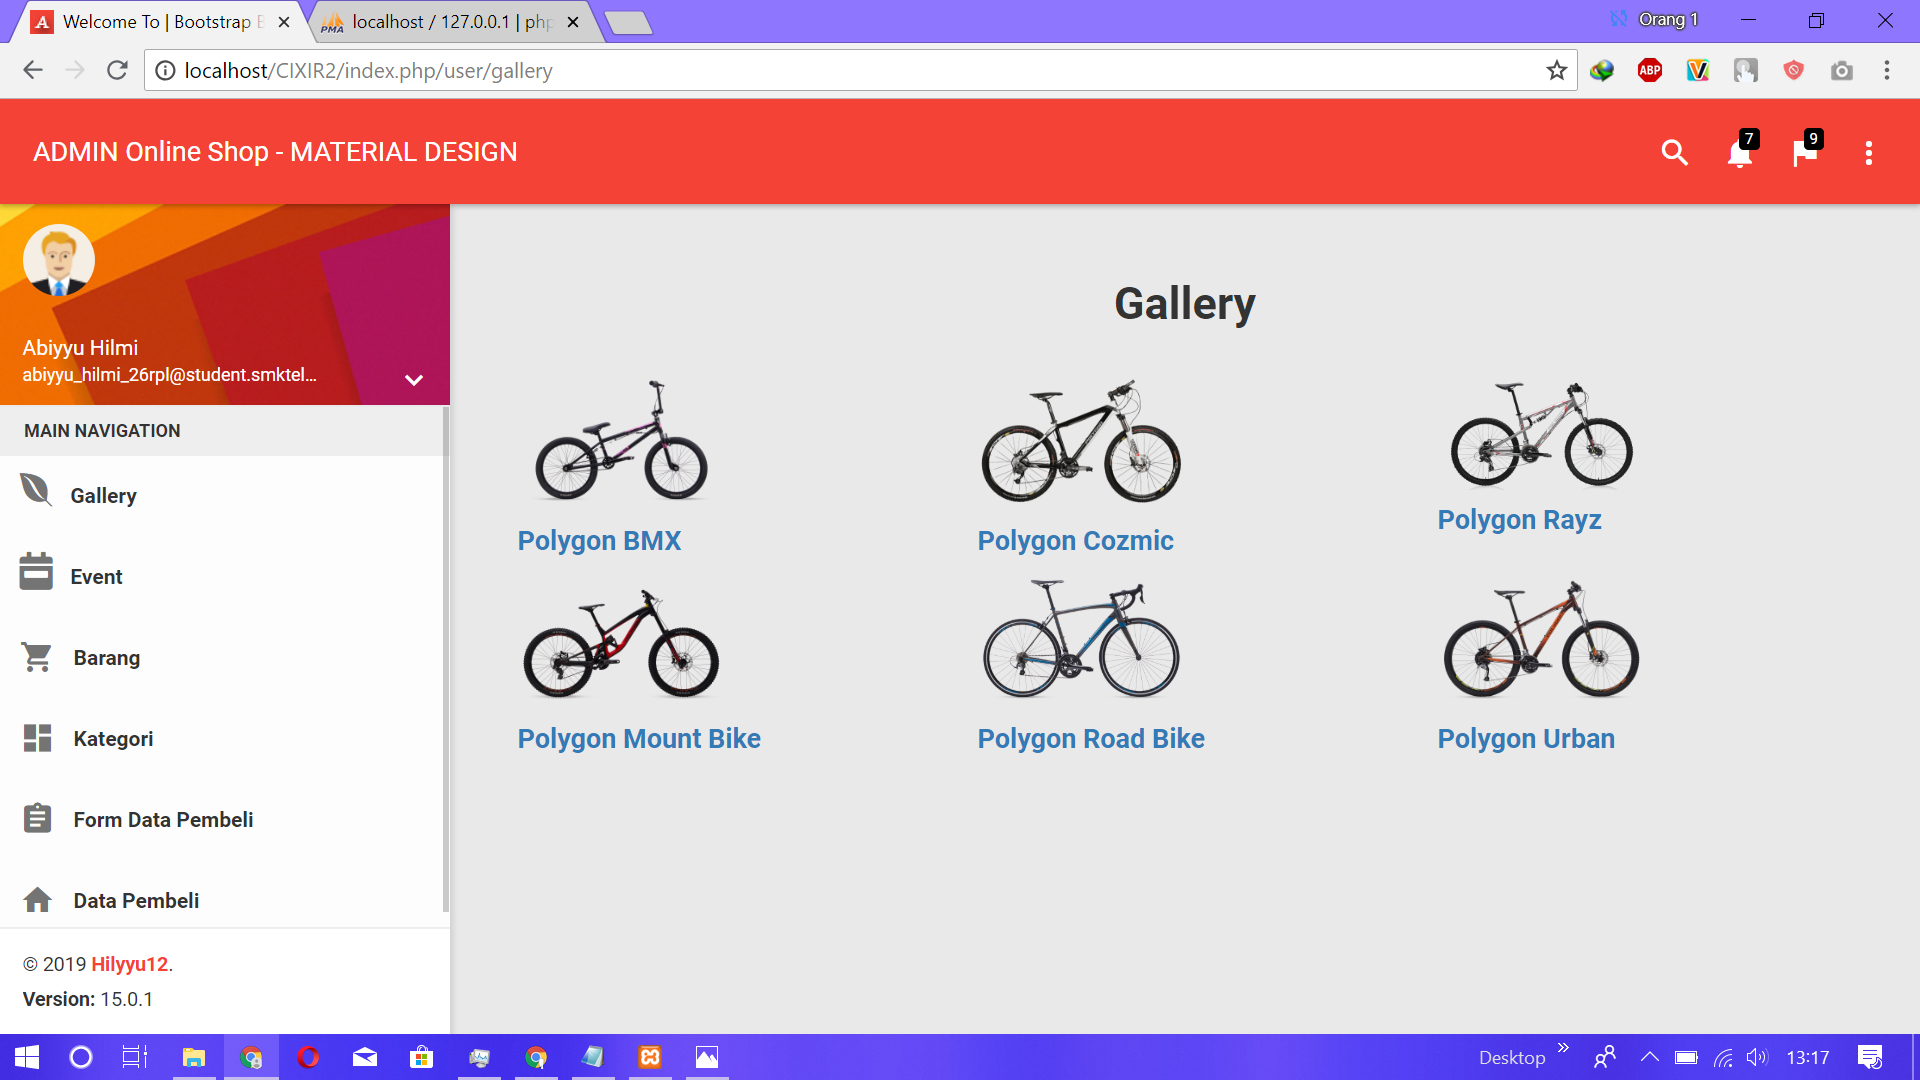 Welcome To | Bootstrap
localhost / 127.0.0.1 | php
Orang 1
localhost/CIXIR2/index.php/user/gallery
ABP
ADMIN Online Shop - MATERIAL DESIGN
7
9
Abiyyu Hilmi
abiyyu_hilmi_26rpl@student.smktel...
MAIN NAVIGATION
Gallery
Event
Barang
Kategori
Form Data Pembeli
Data Pembeli
© 2019 Hilyyu12.
Version: 15.0.1
Gallery
Polygon BMX
Polygon Cozmic
Polygon Rayz
Polygon Mount Bike
Polygon Road Bike
Polygon Urban
Desktop
13:17